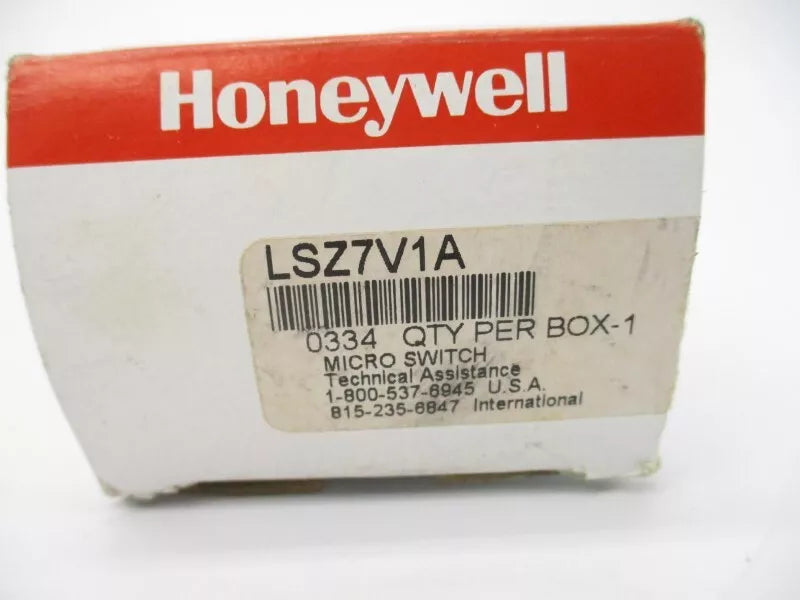 Honeywell
LSZ7V1A
0334 QTY PER BOX-1
MICRO SWITCH
Technical Assistance
1-800-537-6945 U.S.A.
815-235-6847 International